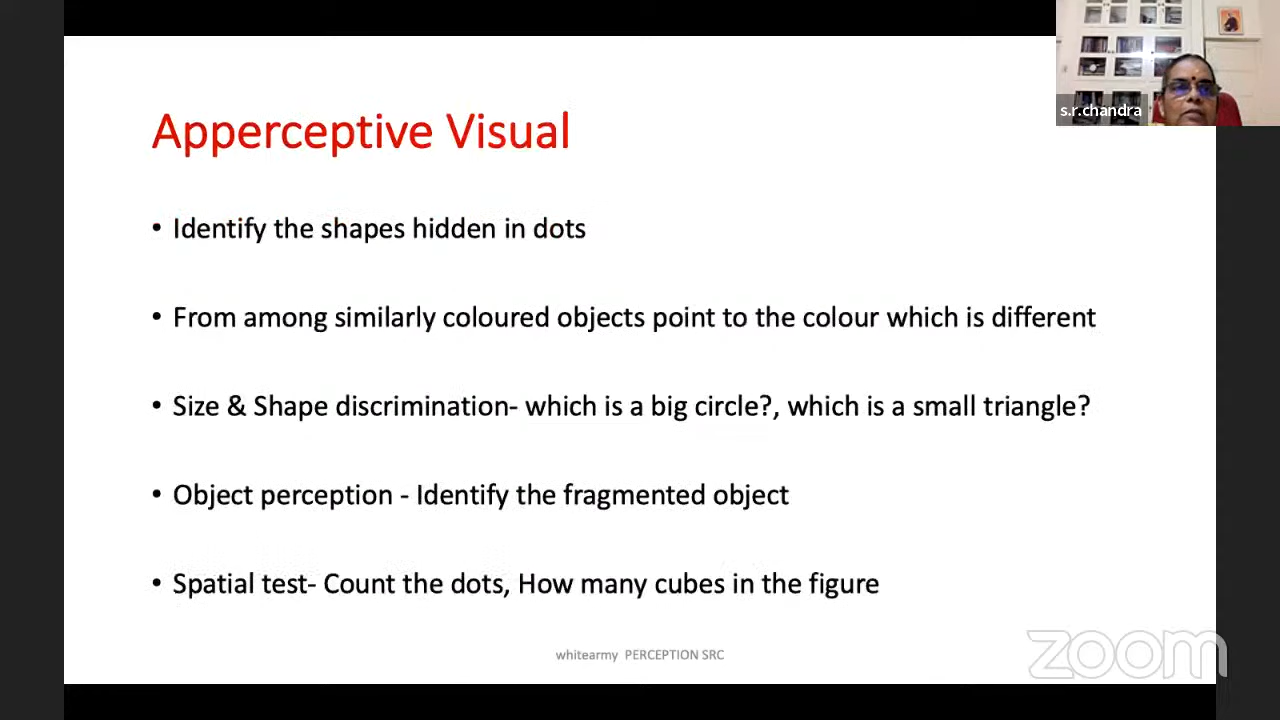 s.r.chandra
Apperceptive Visual
• Identify the shapes hidden in dots
• From among similarly coloured objects point to the colour which is different
• Size & Shape discrimination- which is a big circle?, which is a small triangle?
• Object perception - Identify the fragmented object
• Spatial test- Count the dots, How many cubes in the figure
whitearmy PERCEPTION SRC
zoom